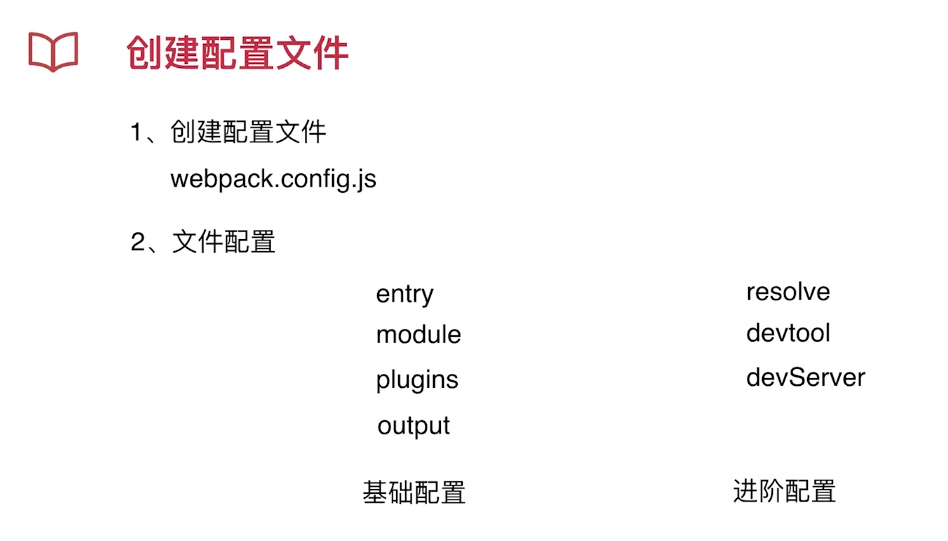 创建配置文件
1、创建配置文件
webpack.config.js
2、文件配置
entry
module
plugins
output
基础配置
resolve
devtool
devServer
进阶配置